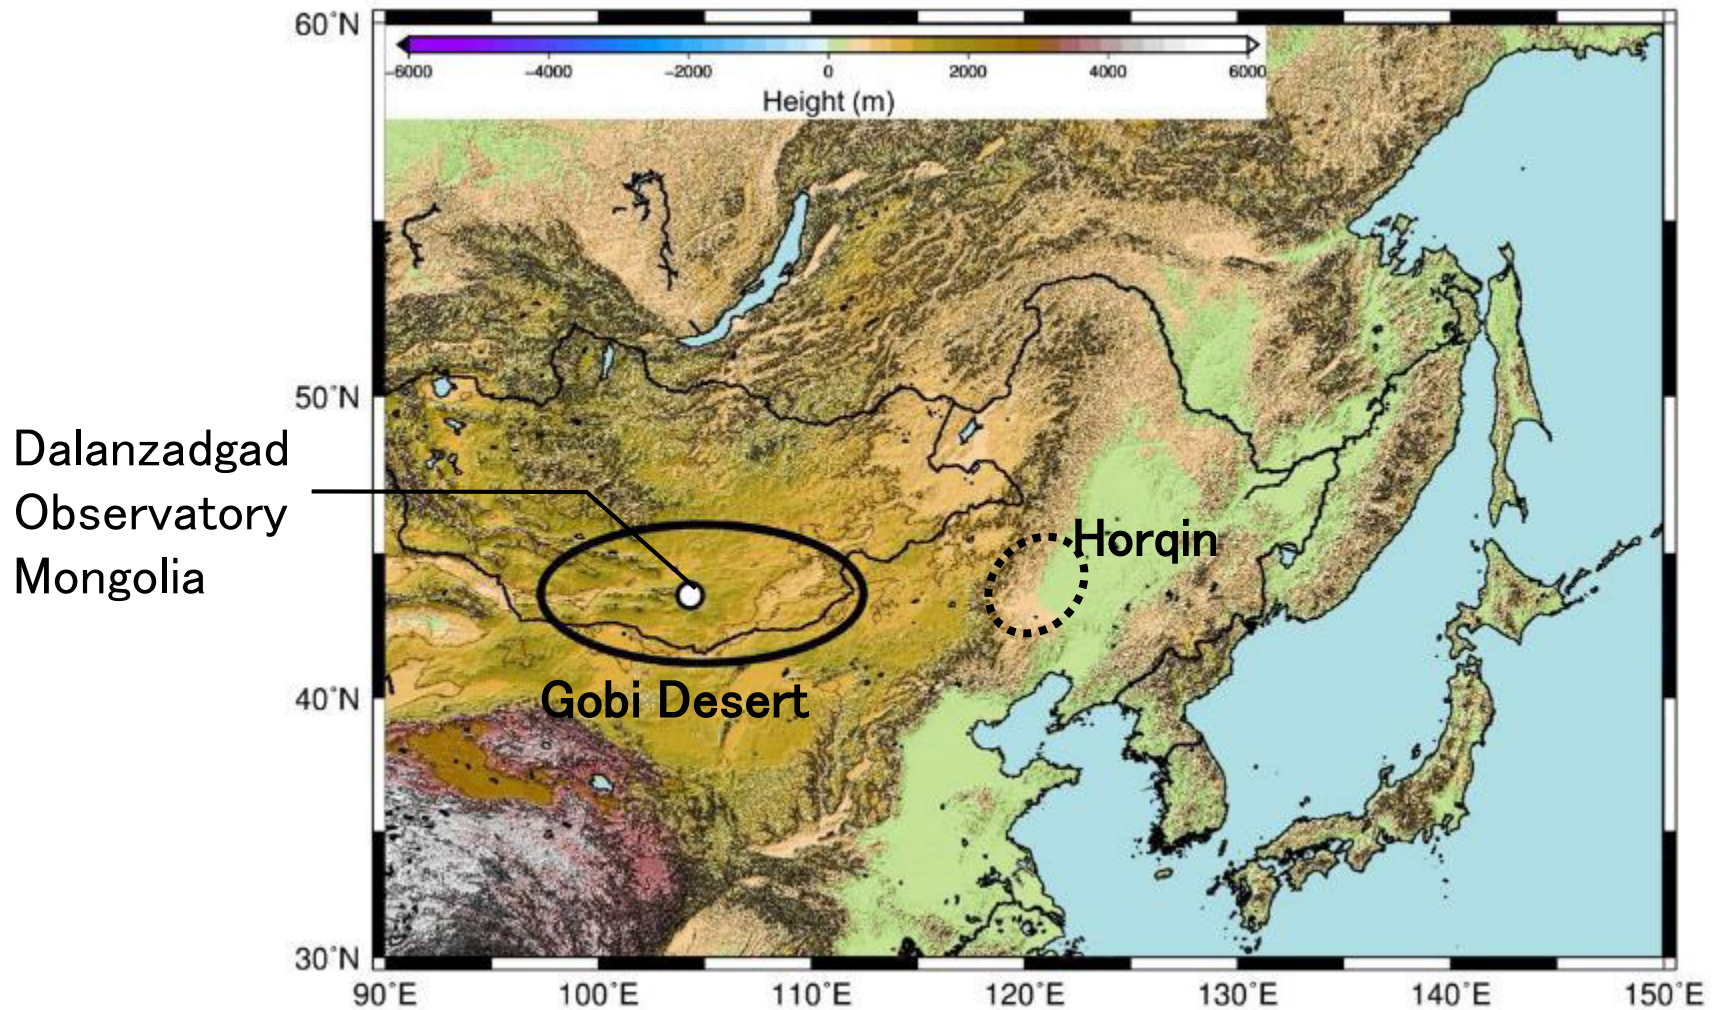 60°N
-6000 -4000 -2000 0 2000 4000 6000
Height (m)
50°N
Dalanzadgad
Observatory
Mongolia
Horqin
Gobi Desert
40°N
30°N
90°E 100°E 110°E 120°E 130°E 140°E 150°E